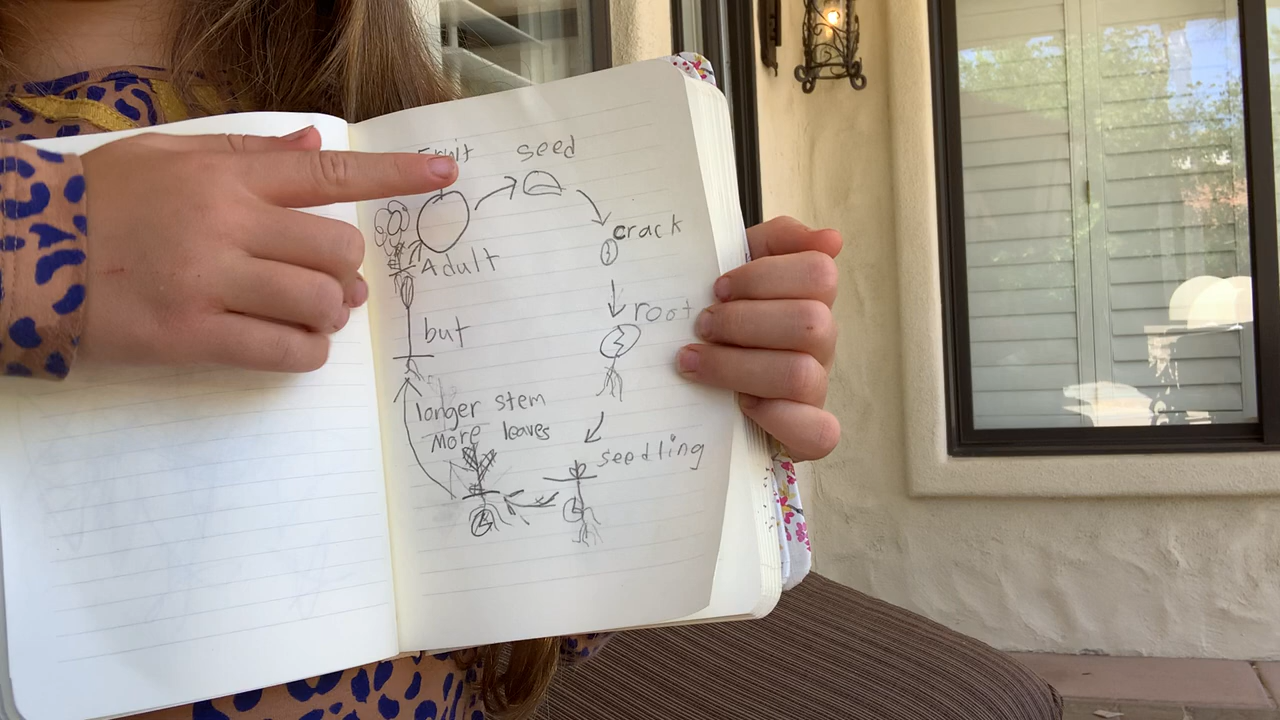 Fruit
seed
crack
root
seedling
longer stem
More leaves
but
Adult